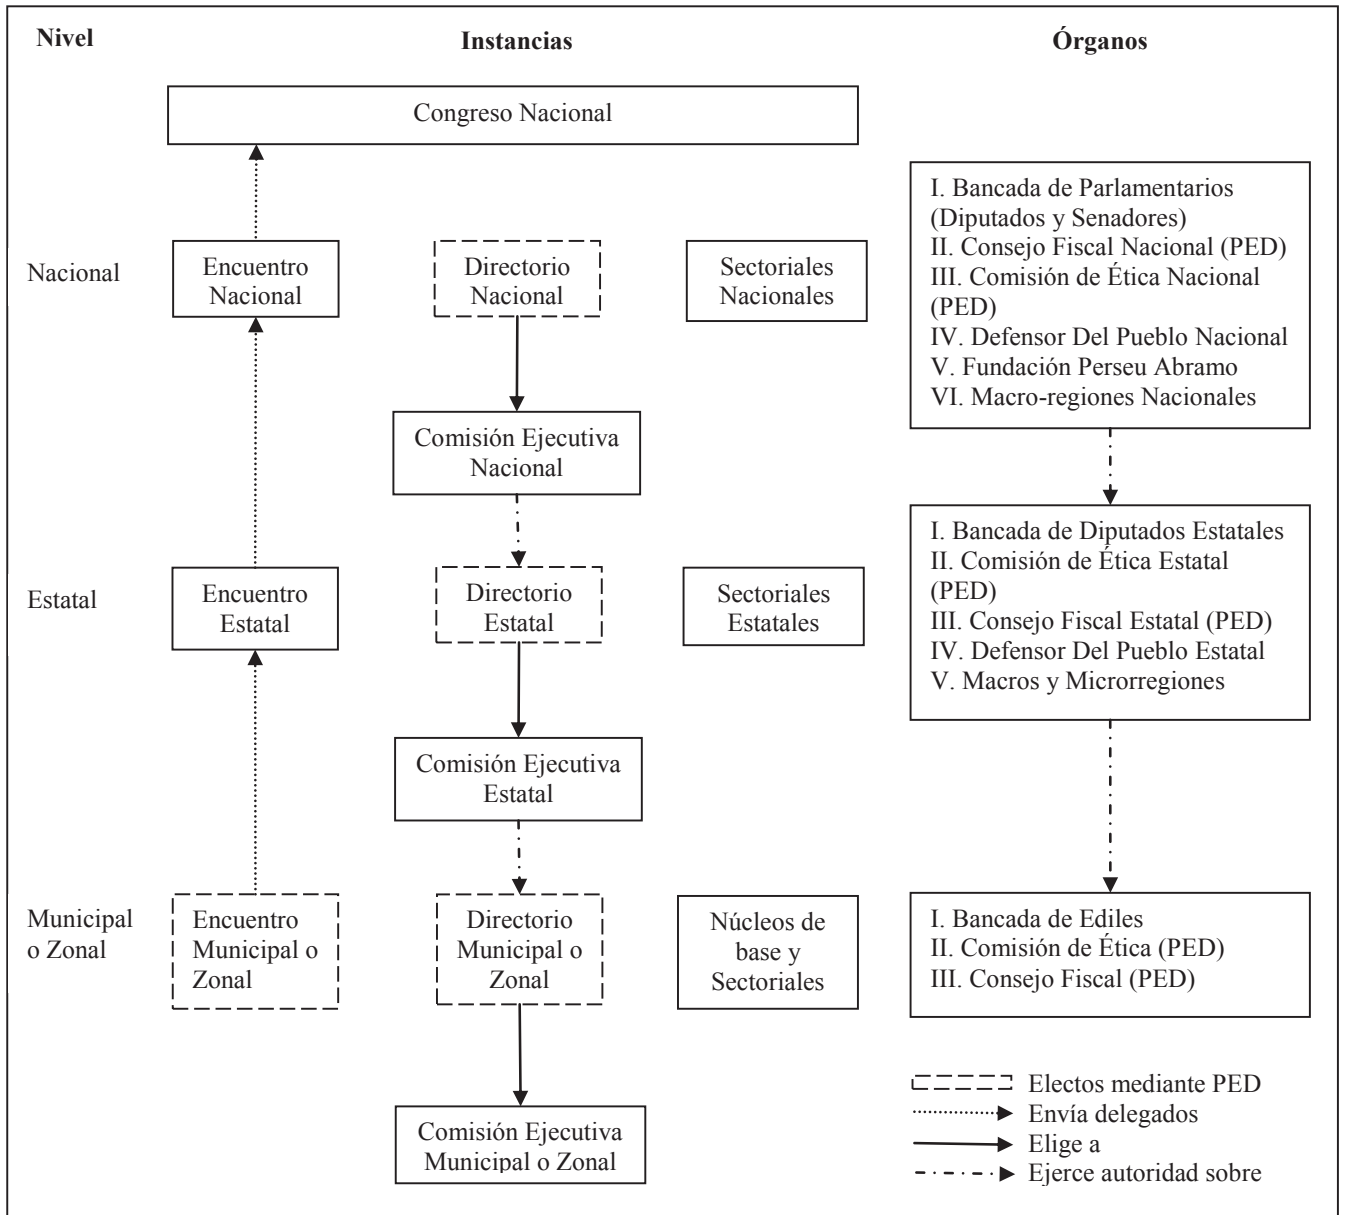 Nivel
Instancias
Órganos
Congreso Nacional
Nacional
Encuentro
Nacional
Directorio
Nacional
Sectoriales
Nacionales
I. Bancada de Parlamentarios
(Diputados y Senadores)
II. Consejo Fiscal Nacional (PED)
III. Comisión de Ética Nacional
(PED)
IV. Defensor Del Pueblo Nacional
V. Fundación Perseu Abramo
VI. Macro-regiones Nacionales
Comisión Ejecutiva
Nacional
Estatal
Encuentro
Estatal
Directorio
Estatal
Sectoriales
Estatales
I. Bancada de Diputados Estatales
II. Comisión de Ética Estatal
(PED)
III. Consejo Fiscal Estatal (PED)
IV. Defensor Del Pueblo Estatal
V. Macros y Microrregiones
Comisión Ejecutiva
Estatal
Municipal
o Zonal
Encuentro
Municipal o
Zonal
Directorio
Municipal o
Zonal
Núcleos de
base y
Sectoriales
I. Bancada de Ediles
II. Comisión de Ética (PED)
III. Consejo Fiscal (PED)
Comisión Ejecutiva
Municipal o Zonal
Electos mediante PED
Envía delegados
Elige a
Ejerce autoridad sobre